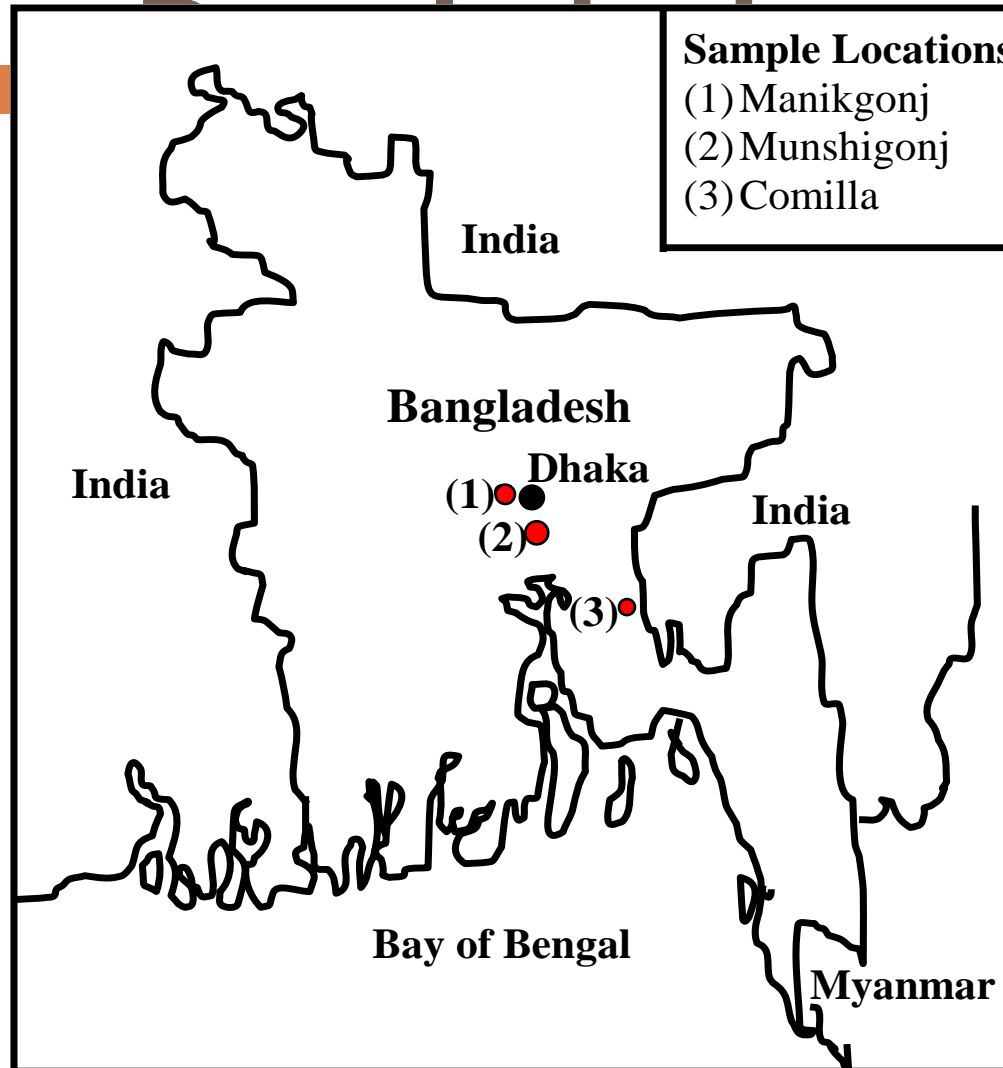 Sample Locations
(1) Manikgonj
(2) Munshigonj
(3) Comilla
India
Bangladesh
Dhaka
India
(1)
India
(2)
(3)
Bay of Bengal
Myanmar